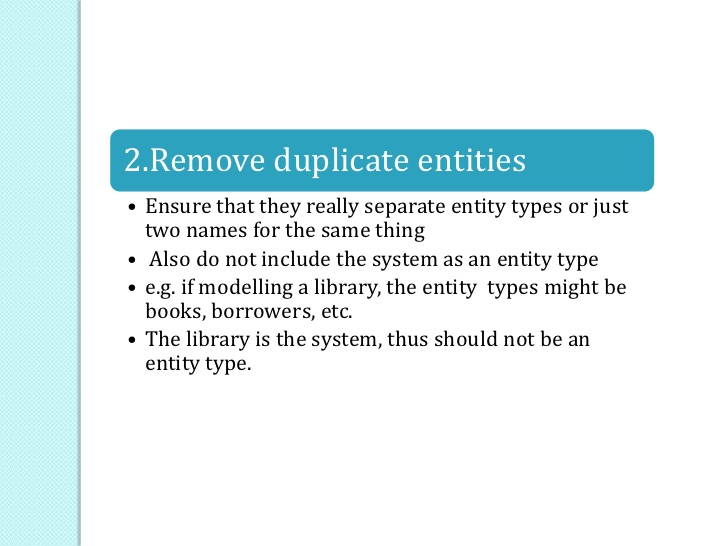 2.Remove duplicate entities
• Ensure that they really separate entity types or just
two names for the same thing
• Also do not include the system as an entity type
• e.g. if modelling a library, the entity types might be
books, borrowers, etc.
• The library is the system, thus should not be an
entity type.